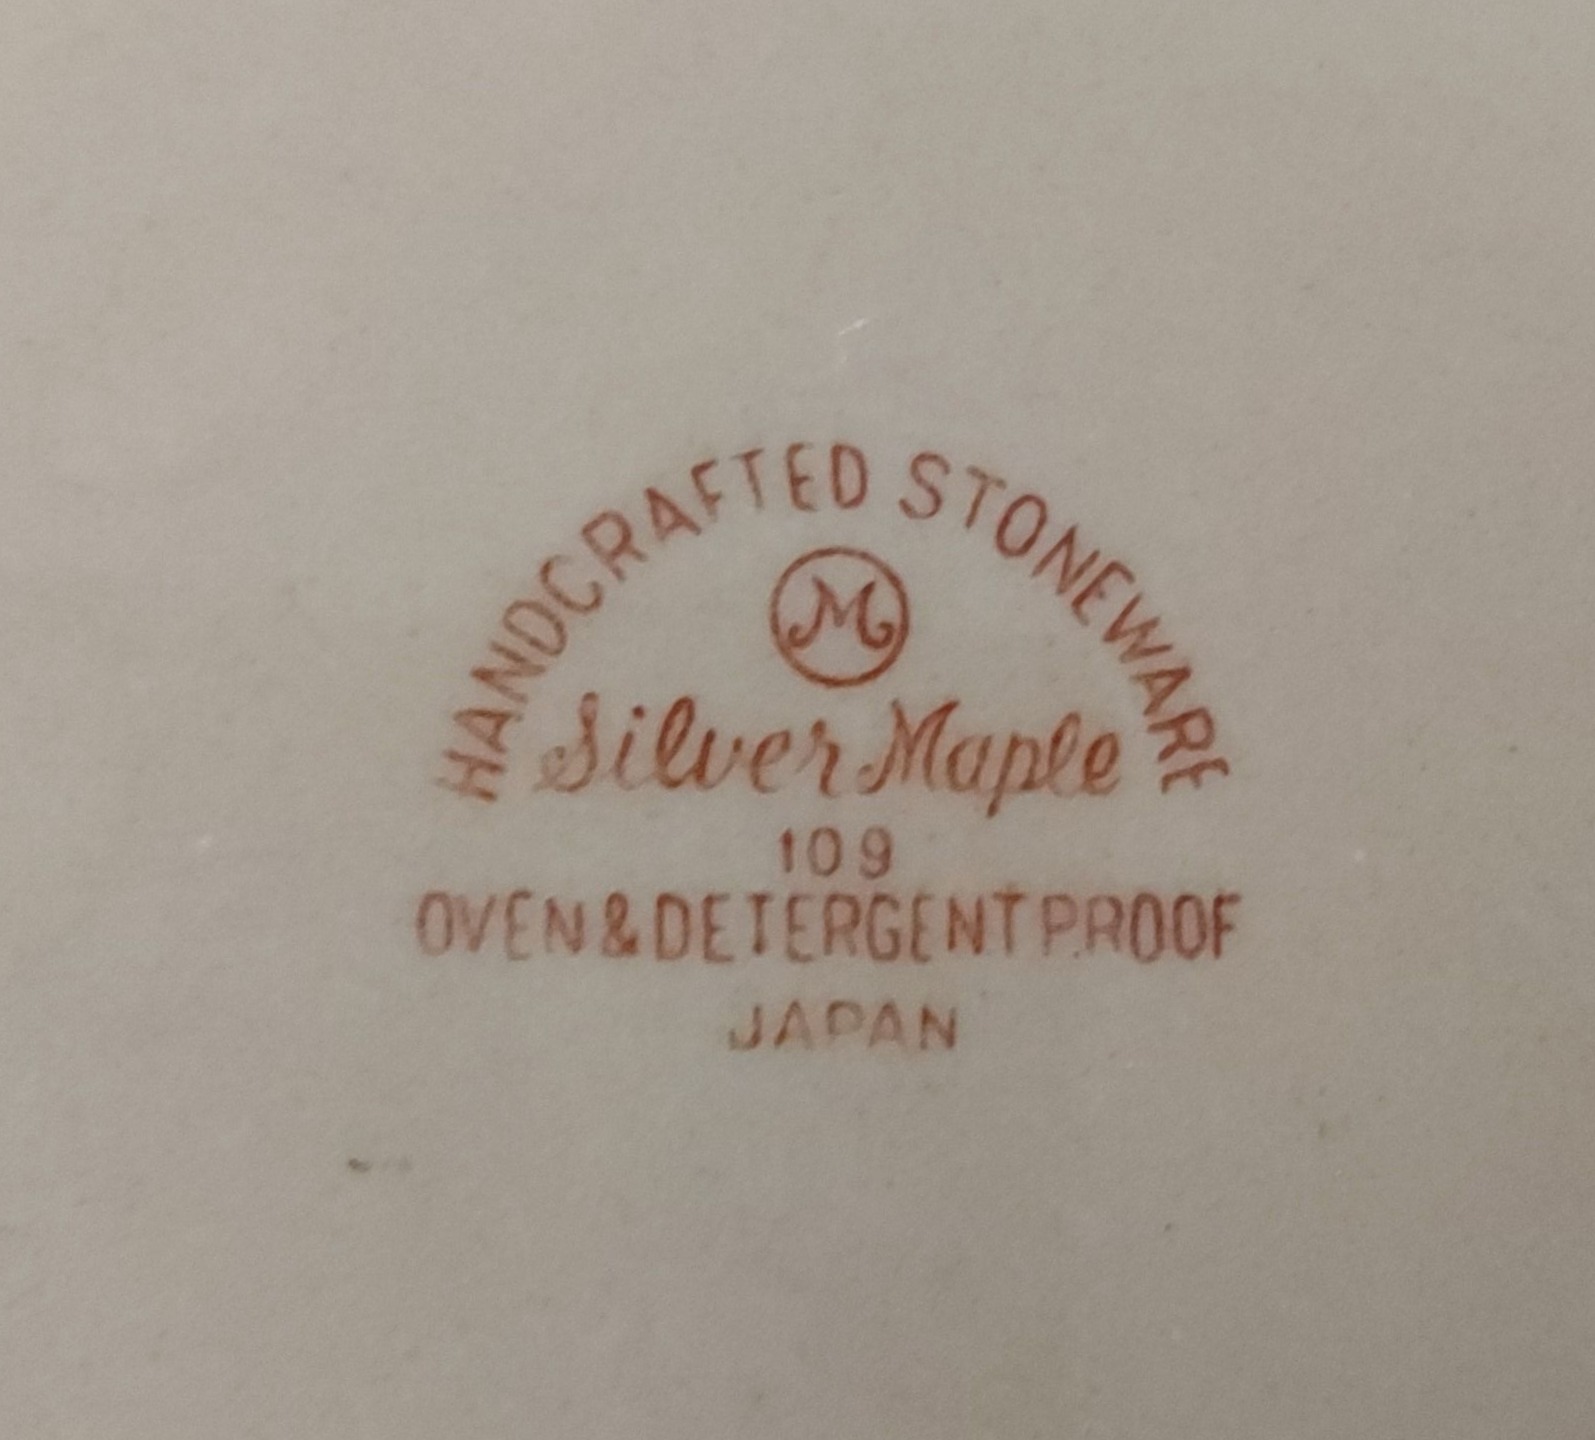 HANDCRAFTED STONEWARE
M
Silver Maple
109
OVEN & DETERGENT PROOF
JAPAN